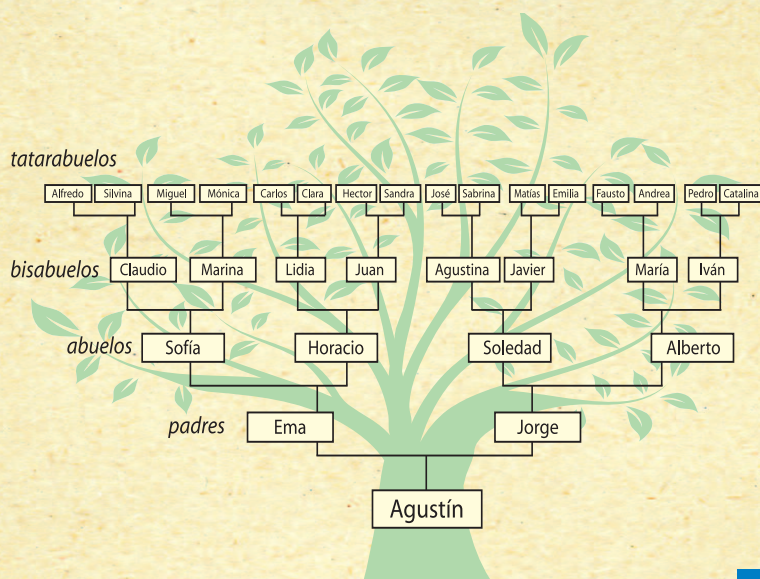 tatarabuelos
Alfredo Silvina Miguel Mónica Carlos Clara Hector Sandra José Sabrina Matías Emilia Fausto Andrea Pedro Catalina
bisabuelos Claudio Marina Lidia Juan Agustina Javier María Iván
abuelos Sofía Horacio Soledad Alberto
padres Ema Jorge
Agustín